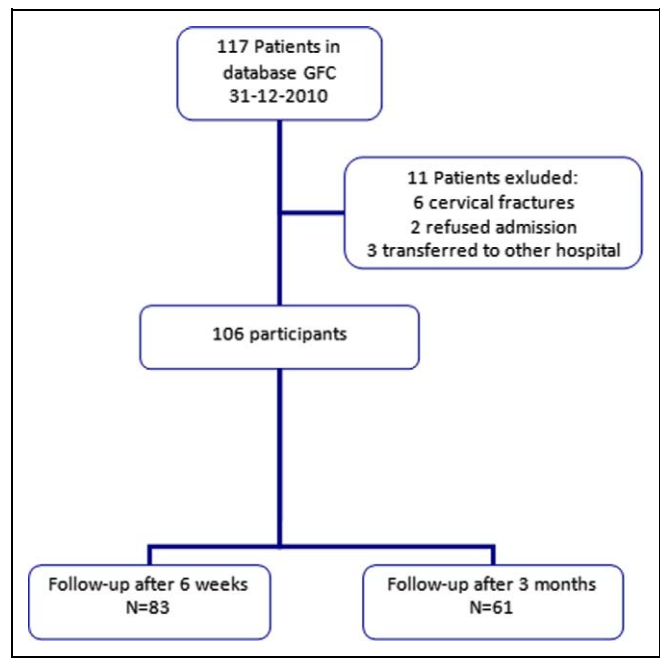 117 Patients in
database GFC
31-12-2010
11 Patients exluded:
6 cervical fractures
2 refused admission
3 transferred to other hospital
106 participants
Follow-up after 6 weeks
N=83
Follow-up after 3 months
N=61